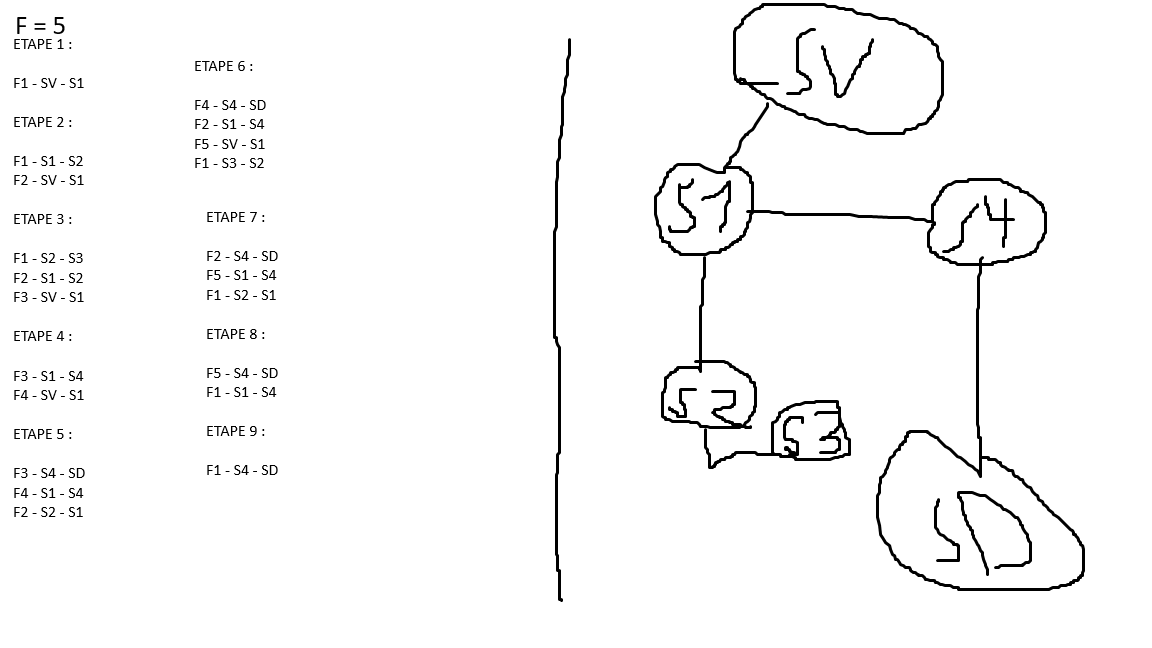 F = 5
ETAPE 1 :
F1 - SV - S1
ETAPE 2 :
F1 - S1 - S2
F2 - SV - S1
ETAPE 3 :
F1 - S2 - S3
F2 - S1 - S2
F3 - SV - S1
ETAPE 4 :
F3 - S1 - S4
F4 - SV - S1
ETAPE 5 :
F3 - S4 - SD
F4 - S1 - S4
F2 - S2 - S1
ETAPE 6 :
F4 - S4 - SD
F2 - S1 - S4
F5 - SV - S1
F1 - S3 - S2
ETAPE 7 :
F2 - S4 - SD
F5 - S1 - S4
F1 - S2 - S1
ETAPE 8 :
F5 - S4 - SD
F1 - S1 - S4
ETAPE 9 :
F1 - S4 - SD
SV
S1
S4
S2
S3
SD